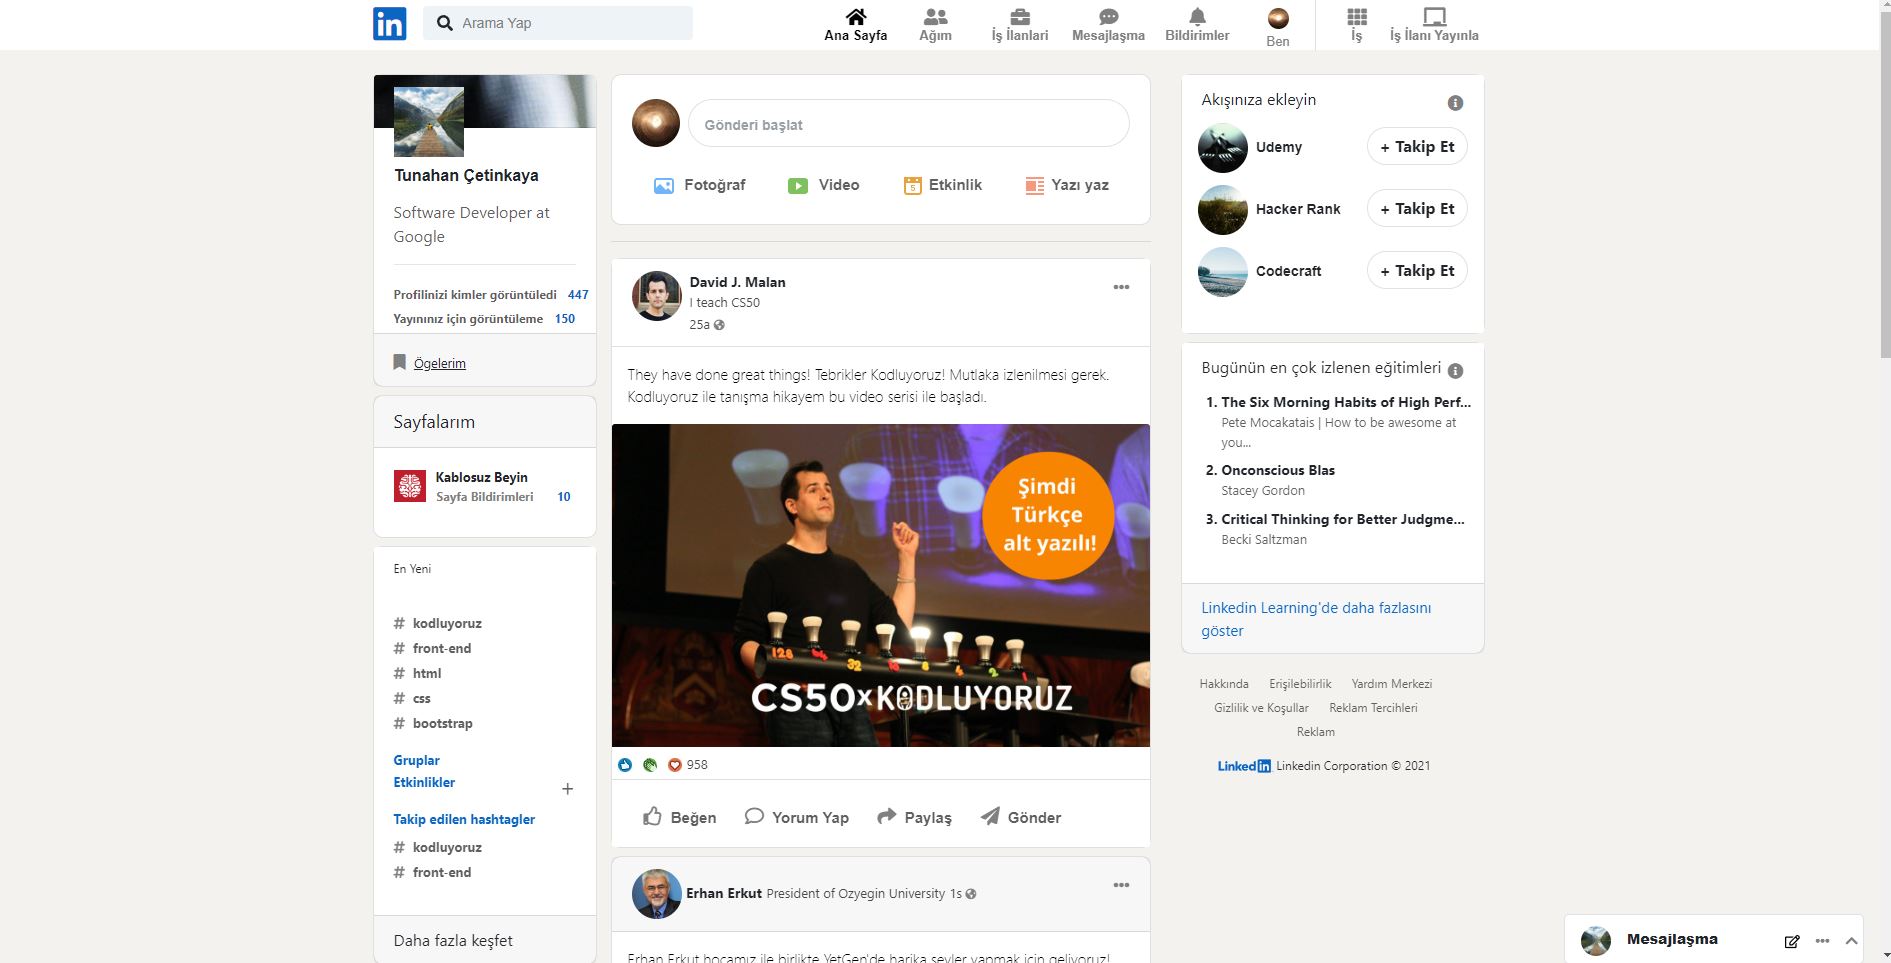 in
Arama Yap
Ana Sayfa
Ağım
İş İlanlari
Mesajlaşma
Bildirimler
Ben
İş
İş İlanı Yayınla
Tunahan Çetinkaya
Software Developer at
Google
Profilinizi kimler görüntüledi 447
Yayınınız için görüntüleme 150
Ögelerim
Sayfalarım
Kablosuz Beyin
Sayfa Bildirimleri 10
En Yeni
# kodluyoruz
# front-end
# html
# css
# bootstrap
Gruplar
Etkinlikler
+
Takip edilen hashtagler
# kodluyoruz
# front-end
Daha fazla keşfet
Gönderi başlat
Fotoğraf
Video
5 Etkinlik
Yazı yaz
David J. Malan
I teach CS50
25a
They have done great things! Tebrikler Kodluyoruz! Mutlaka izlenilmesi gerek.
Kodluyoruz ile tanışma hikayem bu video serisi ile başladı.
Şimdi
Türkçe
alt yazılı!
128 64 32 16 8 4 2 1
CS50xKODLUYORUZ
958
Beğen
Yorum Yap
Paylaş
Gönder
Erhan Erkut President of Ozyegin University 1s
Erhan Erkut hocamız ile birlikte YetGen'de harika şeyler yapmak için geliyoruz!
Akışınıza ekleyin
Udemy
+ Takip Et
Hacker Rank
+ Takip Et
Codecraft
+ Takip Et
Bugünün en çok izlenen eğitimleri
1. The Six Morning Habits of High Perf...
Pete Mocakatais | How to be awesome at
you...
2. Onconscious Blas
Stacey Gordon
3. Critical Thinking for Better Judgme...
Becki Saltzman
Linkedin Learning'de daha fazlasını
göster
Hakkında Erişilebilirlik Yardım Merkezi
Gizlilik ve Koşullar Reklam Tercihleri
Reklam
Linkedin Linkedin Corporation © 2021
Mesajlaşma